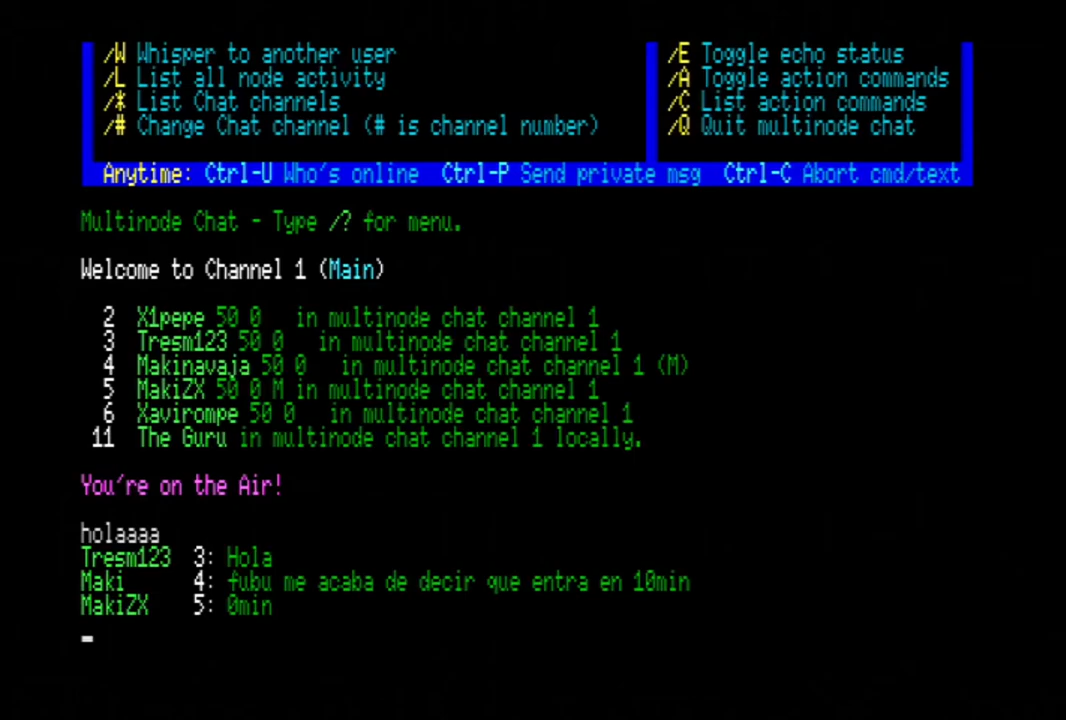 /W Whisper to another user /E Toggle echo status
/L List all node activity /A Toggle action commands
/* List Chat channels /C List action commands
/# Change Chat channel (# is channel number) /Q Quit multinode chat
Anytime: Ctrl-U Who's online Ctrl-P Send private msg Ctrl-C Abort cmd/text
Multinode Chat - Type /? for menu.
Welcome to Channel 1 (Main)
2 X1pepe 50 0 in multinode chat channel 1
3 Tresm123 50 0 in multinode chat channel 1
4 Makinavaja 50 0 in multinode chat channel 1 (M)
5 MakiZX 50 0 M in multinode chat channel 1
6 Xavirompe 50 0 in multinode chat channel 1
11 The Guru in multinode chat channel 1 locally.
You're on the Air!
holaaaa
Tresm123 3: Hola
Maki 4: fubu me acaba de decir que entra en 10min
MakiZX 5: 0min